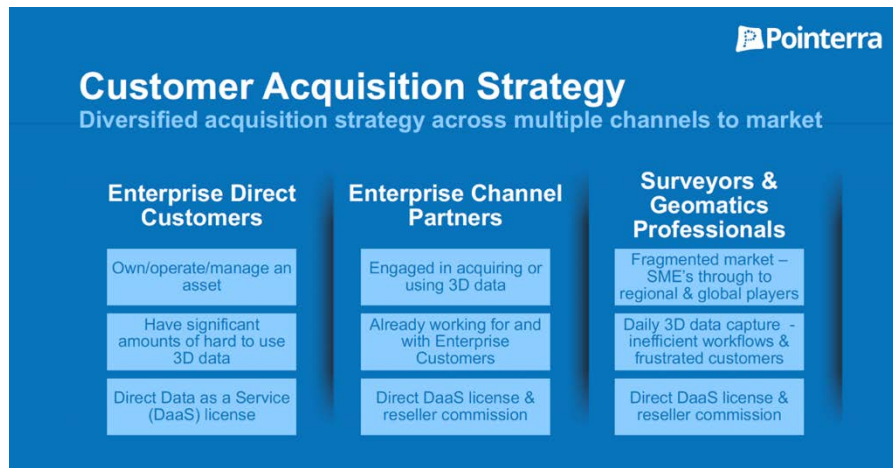 Pointerra
Customer Acquisition Strategy
Diversified acquisition strategy across multiple channels to market
Enterprise Direct
Customers
Own/operate/manage an
asset
Have significant
amounts of hard to use
3D data
Direct Data as a Service
(DaaS) license
Enterprise Channel
Partners
Engaged in acquiring or
using 3D data
Already working for and
with Enterprise
Customers
Direct DaaS license &
reseller commission
Surveyors &
Geomatics
Professionals
Fragmented market –
SME's through to
regional & global players
Daily 3D data capture -
inefficient workflows &
frustrated customers
Direct DaaS license &
reseller commission